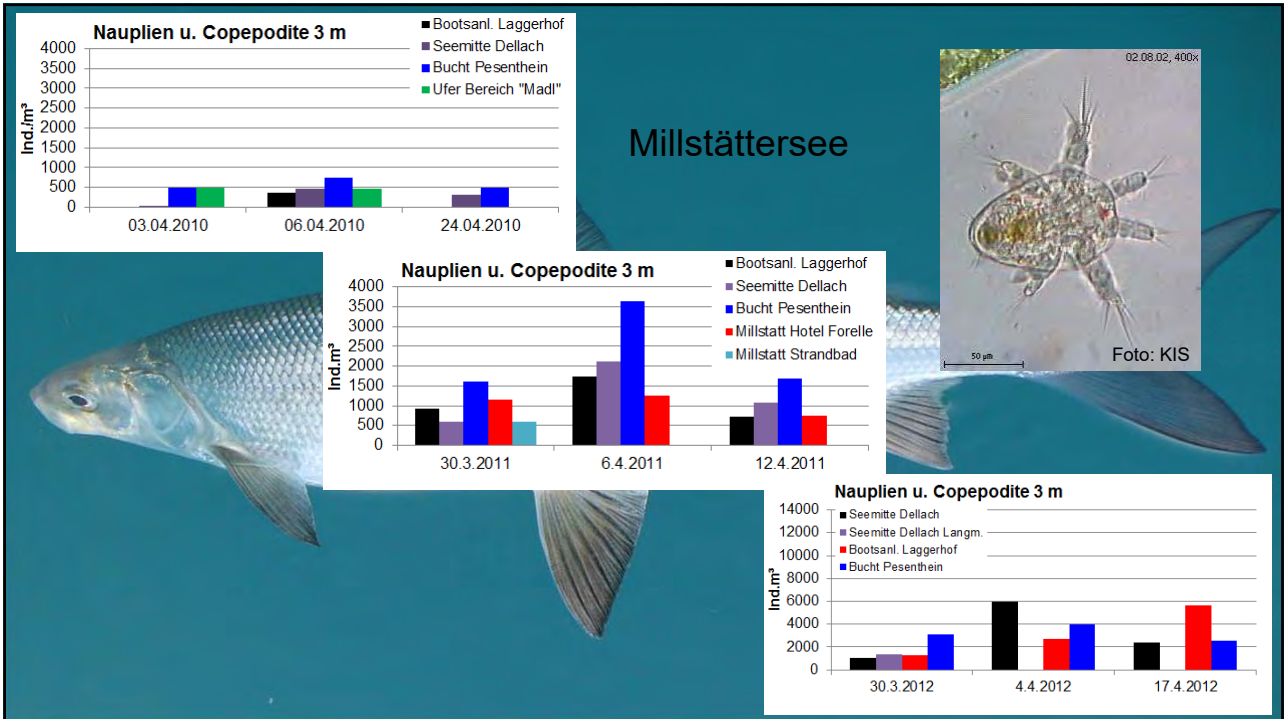 Nauplien u. Copepodite 3 m
Bootsanl. Laggerhof
Seemitte Dellach
Bucht Pesenthein
Ufer Bereich "Madl"
Ind./m³
4000
3500
3000
2500
2000
1500
1000
500
0
03.04.2010
06.04.2010
24.04.2010
Millstättersee
02.08.02, 400x
50 µm
Foto: KIS
Nauplien u. Copepodite 3 m
Bootsanl. Laggerhof
Seemitte Dellach
Bucht Pesenthein
Millstatt Hotel Forelle
Millstatt Strandbad
Ind.m³
4000
3500
3000
2500
2000
1500
1000
500
0
30.3.2011
6.4.2011
12.4.2011
Nauplien u. Copepodite 3 m
Seemitte Dellach
Seemitte Dellach Langm.
Bootsanl. Laggerhof
Bucht Pesenthein
Ind.m³
14000
12000
10000
8000
6000
4000
2000
0
30.3.2012
4.4.2012
17.4.2012